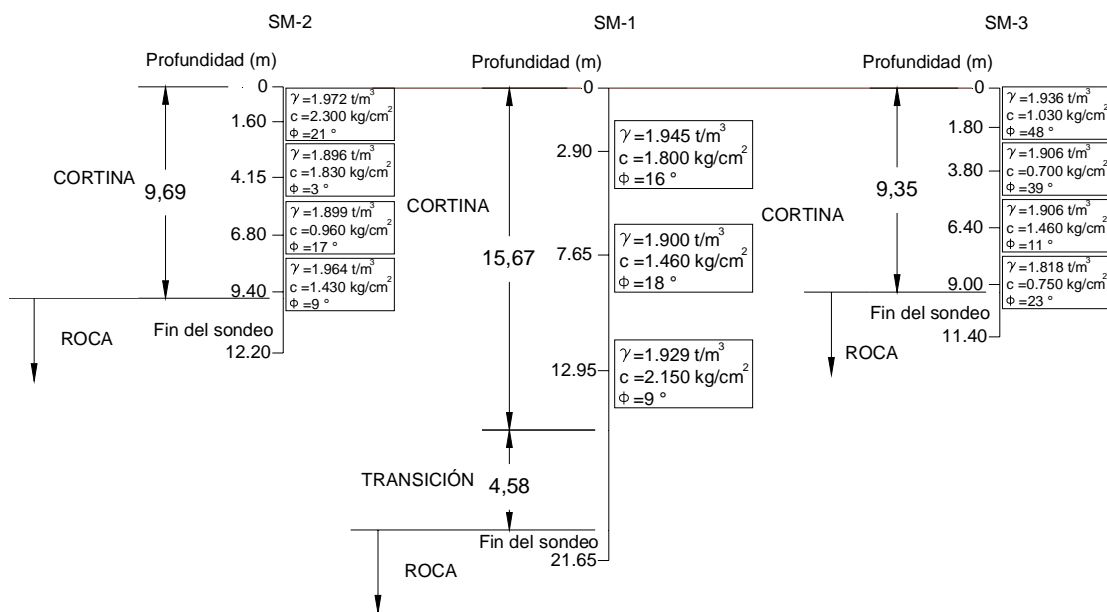 SM-2
Profundidad (m)
0
γ =1.972 t/m³
c =2.300 kg/cm²
Φ =21 °
1.60
γ =1.896 t/m³
c =1.830 kg/cm²
Φ =3 °
CORTINA
9,69
4.15
γ =1.899 t/m³
c =0.960 kg/cm²
Φ =17 °
6.80
γ =1.964 t/m³
c =1.430 kg/cm²
Φ =9 °
9.40
ROCA
Fin del sondeo
12.20
SM-1
Profundidad (m)
0
γ =1.945 t/m³
c =1.800 kg/cm²
Φ =16 °
2.90
CORTINA
15,67
γ =1.900 t/m³
c =1.460 kg/cm²
Φ =18 °
7.65
γ =1.929 t/m³
c =2.150 kg/cm²
Φ =9 °
12.95
TRANSICIÓN
4,58
Fin del sondeo
21.65
ROCA
SM-3
Profundidad (m)
0
γ =1.936 t/m³
c =1.030 kg/cm²
Φ =48 °
1.80
γ =1.906 t/m³
c =0.700 kg/cm²
Φ =39 °
3.80
9,35
CORTINA
γ =1.906 t/m³
c =1.460 kg/cm²
Φ =11 °
6.40
γ =1.818 t/m³
c =0.750 kg/cm²
Φ =23 °
9.00
Fin del sondeo
11.40
ROCA